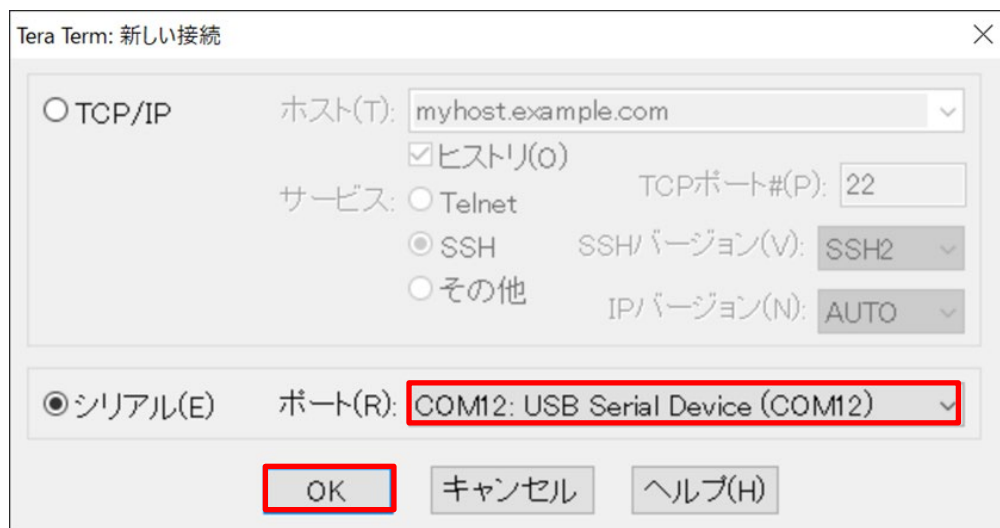 Tera Term: 新しい接続
TCP/IP
ホスト(T): myhost.example.com
ヒストリ(O)
サービス: Telnet
TCPポート#(P): 22
SSH
SSHバージョン(V): SSH2
その他
IPバージョン(N): AUTO
シリアル(E) ポート(R): COM12: USB Serial Device (COM12)
OK キャンセル ヘルプ(H)